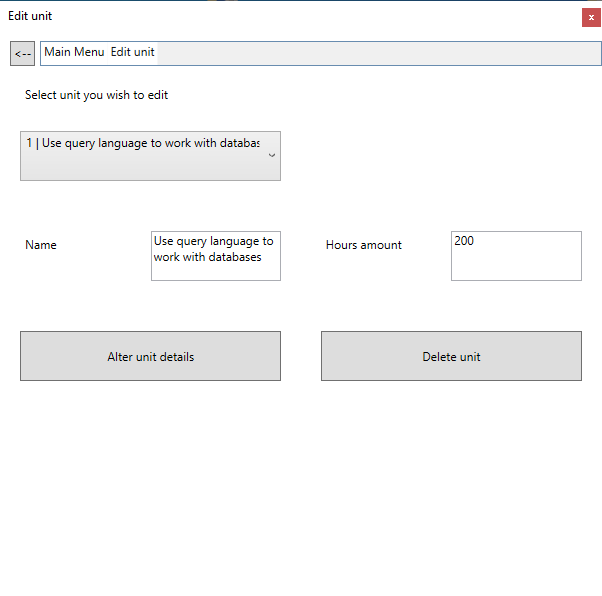 Edit unit
x
<-- Main Menu Edit unit
Select unit you wish to edit
1 | Use query language to work with databas
Name
Use query language to
work with databases
Hours amount
200
Alter unit details
Delete unit